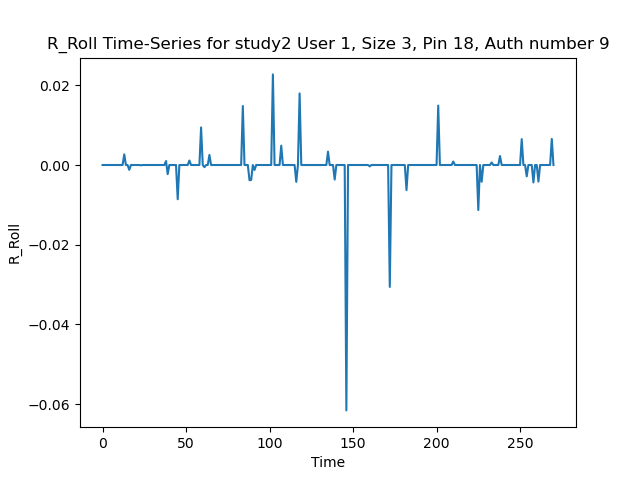 R_Roll Time-Series for study2 User 1, Size 3, Pin 18, Auth number 9
0.02
0.00
−0.02
−0.04
−0.06
R_Roll
0 50 100 150 200 250
Time